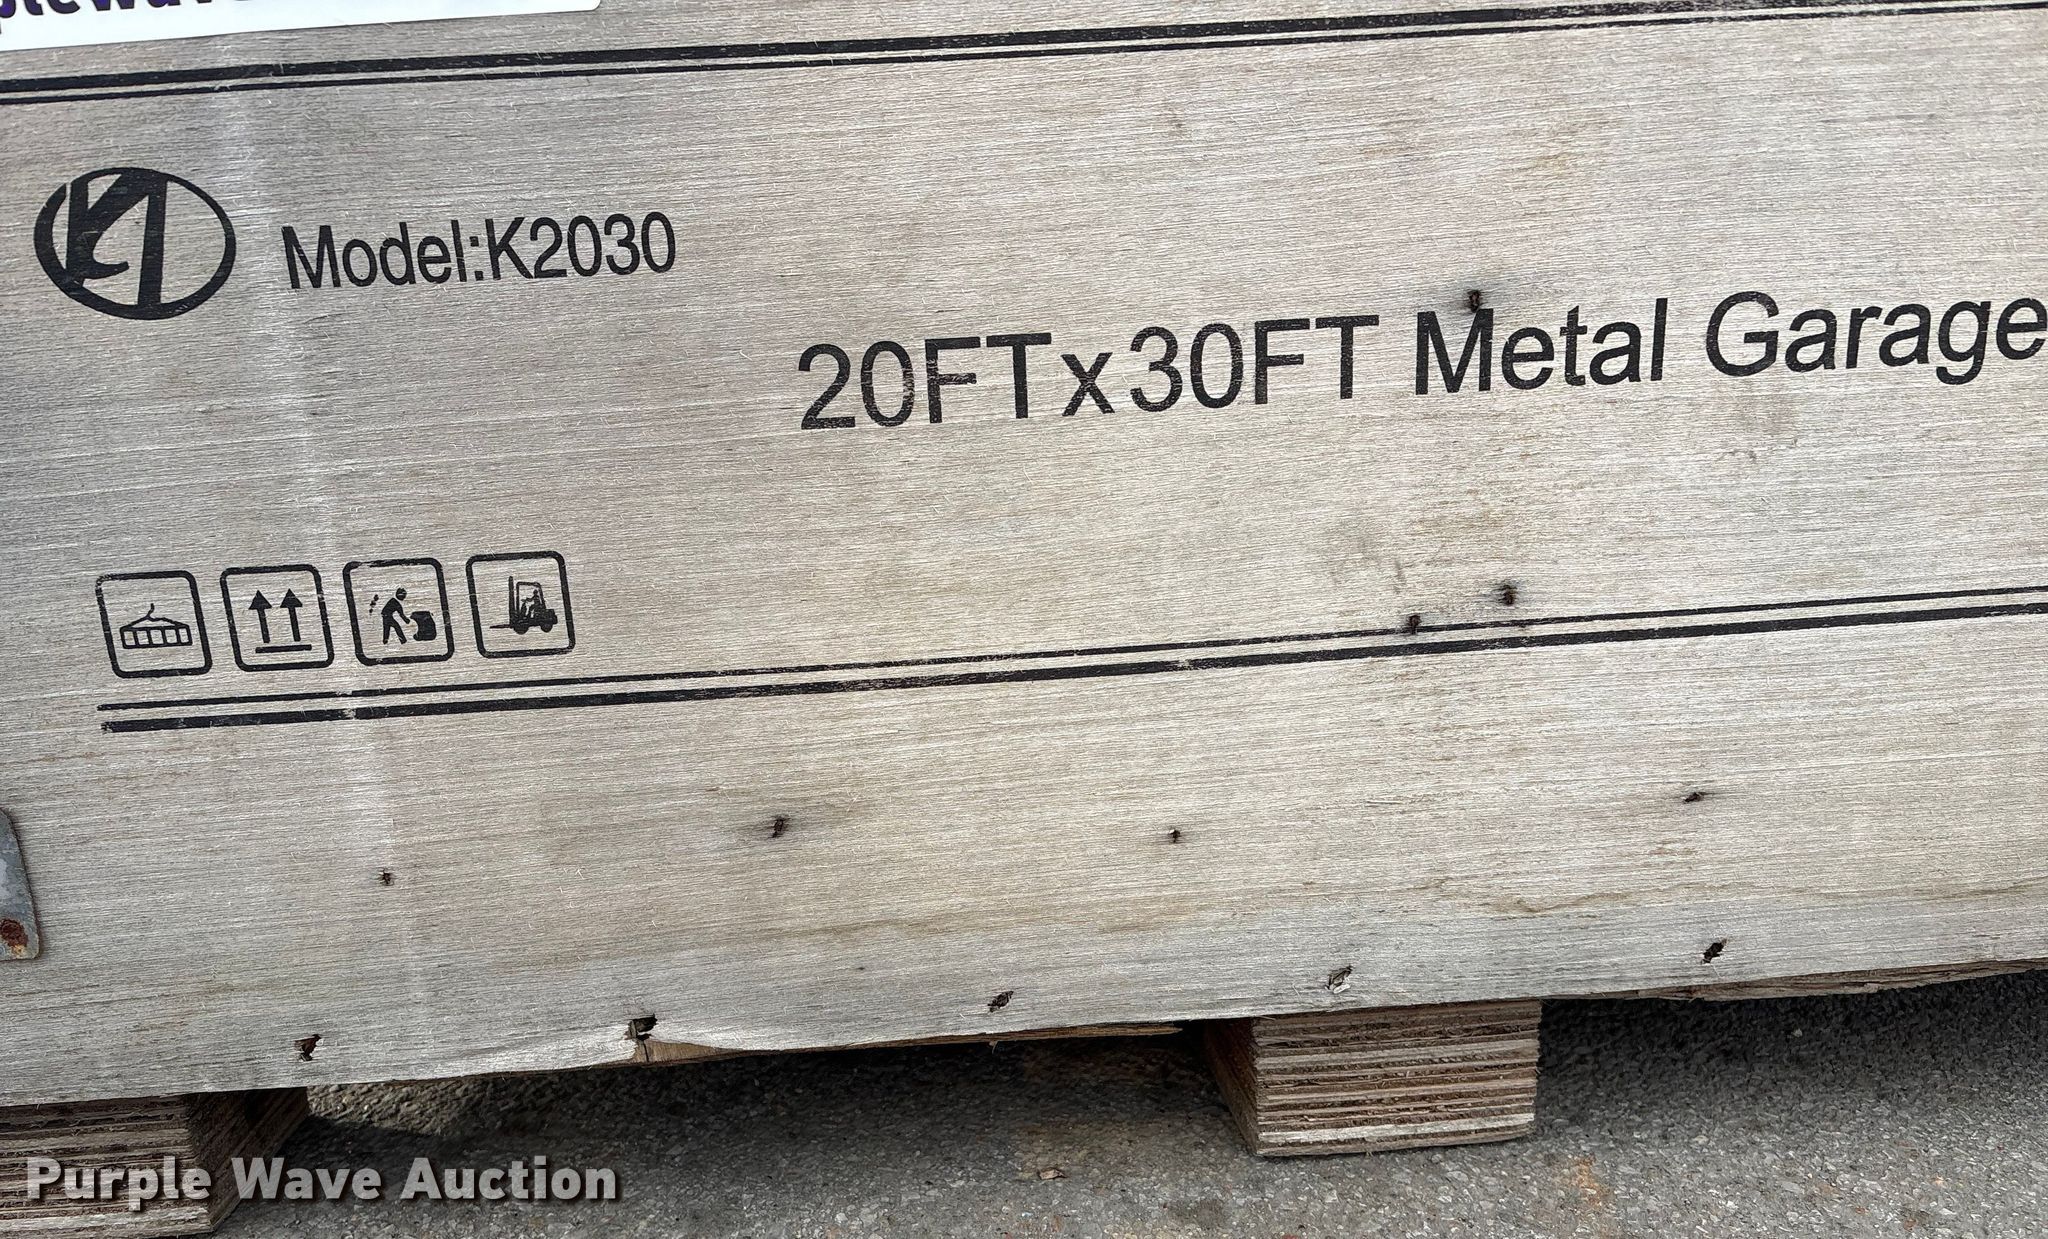 Model:K2030
20FTx30FT Metal Garage
Purple Wave Auction